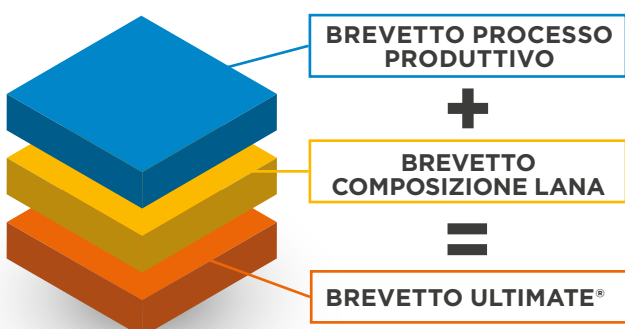 BREVETTO PROCESSO
PRODUTTIVO
+
BREVETTO
COMPOSIZIONE LANA
=
BREVETTO ULTIMATE®